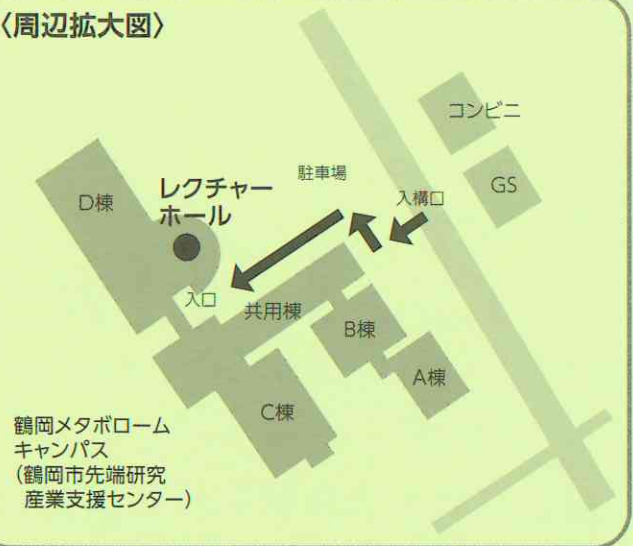 〈周辺拡大図〉
コンビニ
GS
駐車場
入構口
D棟
レクチャー
ホール
入口
共用棟
B棟
A棟
C棟
鶴岡メタボローム
キャンパス
(鶴岡市先端研究
産業支援センター)